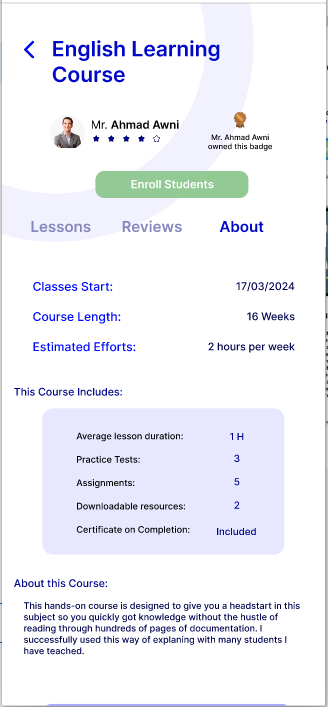 English Learning
Course
Mr. Ahmad Awni
Mr. Ahmad Awni
owned this badge
Enroll Students
Lessons Reviews About
Classes Start: 17/03/2024
Course Length: 16 Weeks
Estimated Efforts: 2 hours per week
This Course Includes:
Average lesson duration: 1 H
Practice Tests: 3
Assignments: 5
Downloadable resources: 2
Certificate on Completion: Included
About this Course:
This hands-on course is designed to give you a headstart in this
subject so you quickly got knowledge without the hustle of
reading through hundreds of pages of documentation. I
successfully used this way of explaning with many students I
have teached.